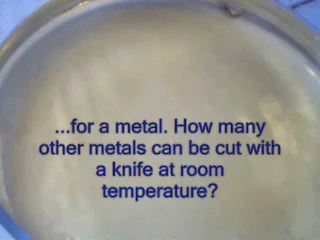 ...for a metal. How many
other metals can be cut with
a knife at room
temperature?